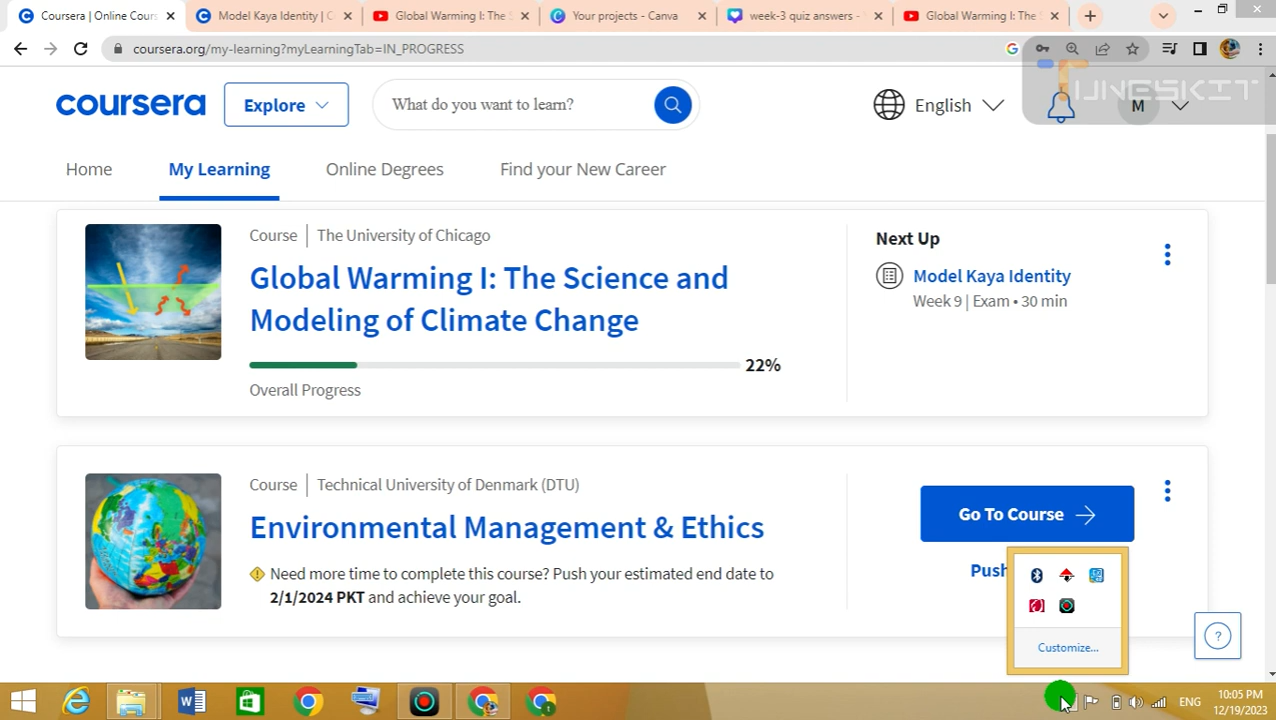 Online Cours
Model Kaya Identity | C
Global Warming I: The S
Your projects - Canva
week-3 quiz answers -
Global Warming I: The S
coursera.org/my-learning?myLearningTab=IN_PROGRESS
coursera
Explore
What do you want to learn?
English
M
Home
My Learning
Online Degrees
Find your New Career
Course | The University of Chicago
Global Warming I: The Science and
Modeling of Climate Change
22%
Overall Progress
Next Up
Model Kaya Identity
Week 9 | Exam • 30 min
Course | Technical University of Denmark (DTU)
Environmental Management & Ethics
Need more time to complete this course? Push your estimated end date to
2/1/2024 PKT and achieve your goal.
Go To Course
Push
Customize...
?
ENG
10:05 PM
12/19/2023